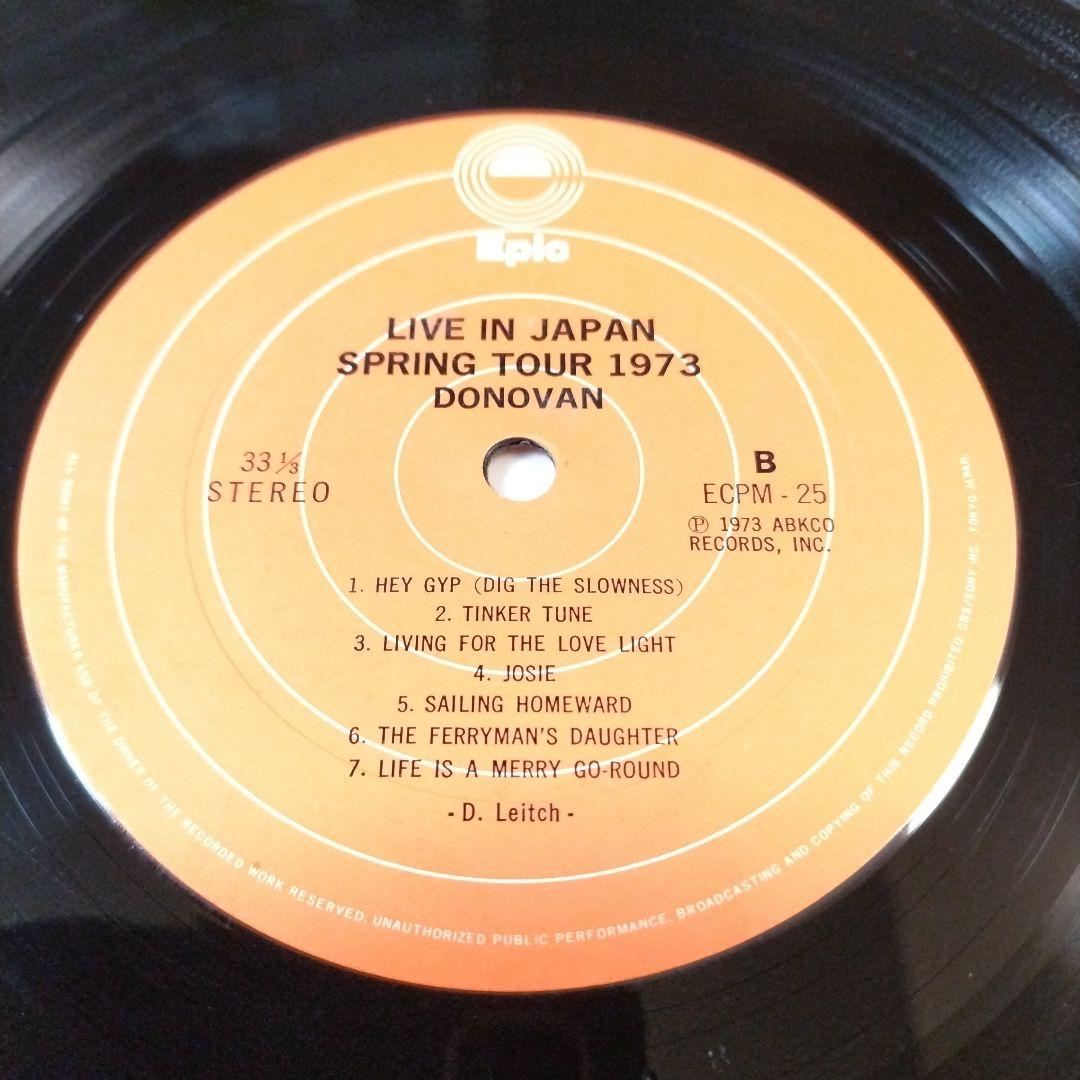 Epic
LIVE IN JAPAN
SPRING TOUR 1973
DONOVAN
33 ⅓
STEREO
B
ECPM - 25
Ⓟ 1973 ABKCO
RECORDS, INC.
1. HEY GYP (DIG THE SLOWNESS)
2. TINKER TUNE
3. LIVING FOR THE LOVE LIGHT
4. JOSIE
5. SAILING HOMEWARD
6. THE FERRYMAN'S DAUGHTER
7. LIFE IS A MERRY GO-ROUND
- D. Leitch -
ALL RIGHT OF THE MANUFACTURER AND OF THE OWNER OF THE RECORDED WORK RESERVED. UNAUTHORIZED PUBLIC PERFORMANCE. BROADCASTING AND COPYING OF THIS RECORD PROHIBITED CBS/SONY INC. TOKYO JAPAN.